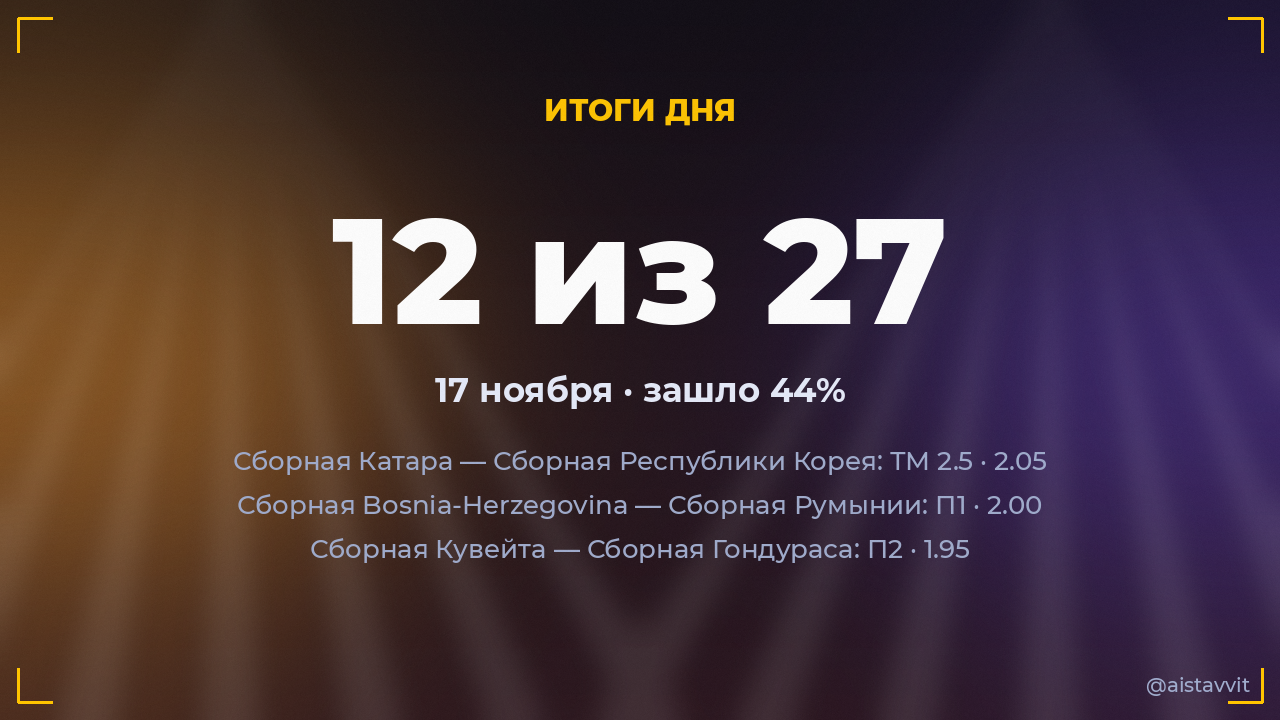 ИТОГИ ДНЯ
12 из 27
17 ноября · зашло 44%
Сборная Катара — Сборная Республики Корея: ТМ 2.5 · 2.05
Сборная Bosnia-Herzegovina — Сборная Румынии: П1 · 2.00
Сборная Кувейта — Сборная Гондураса: П2 · 1.95
@aistavvit